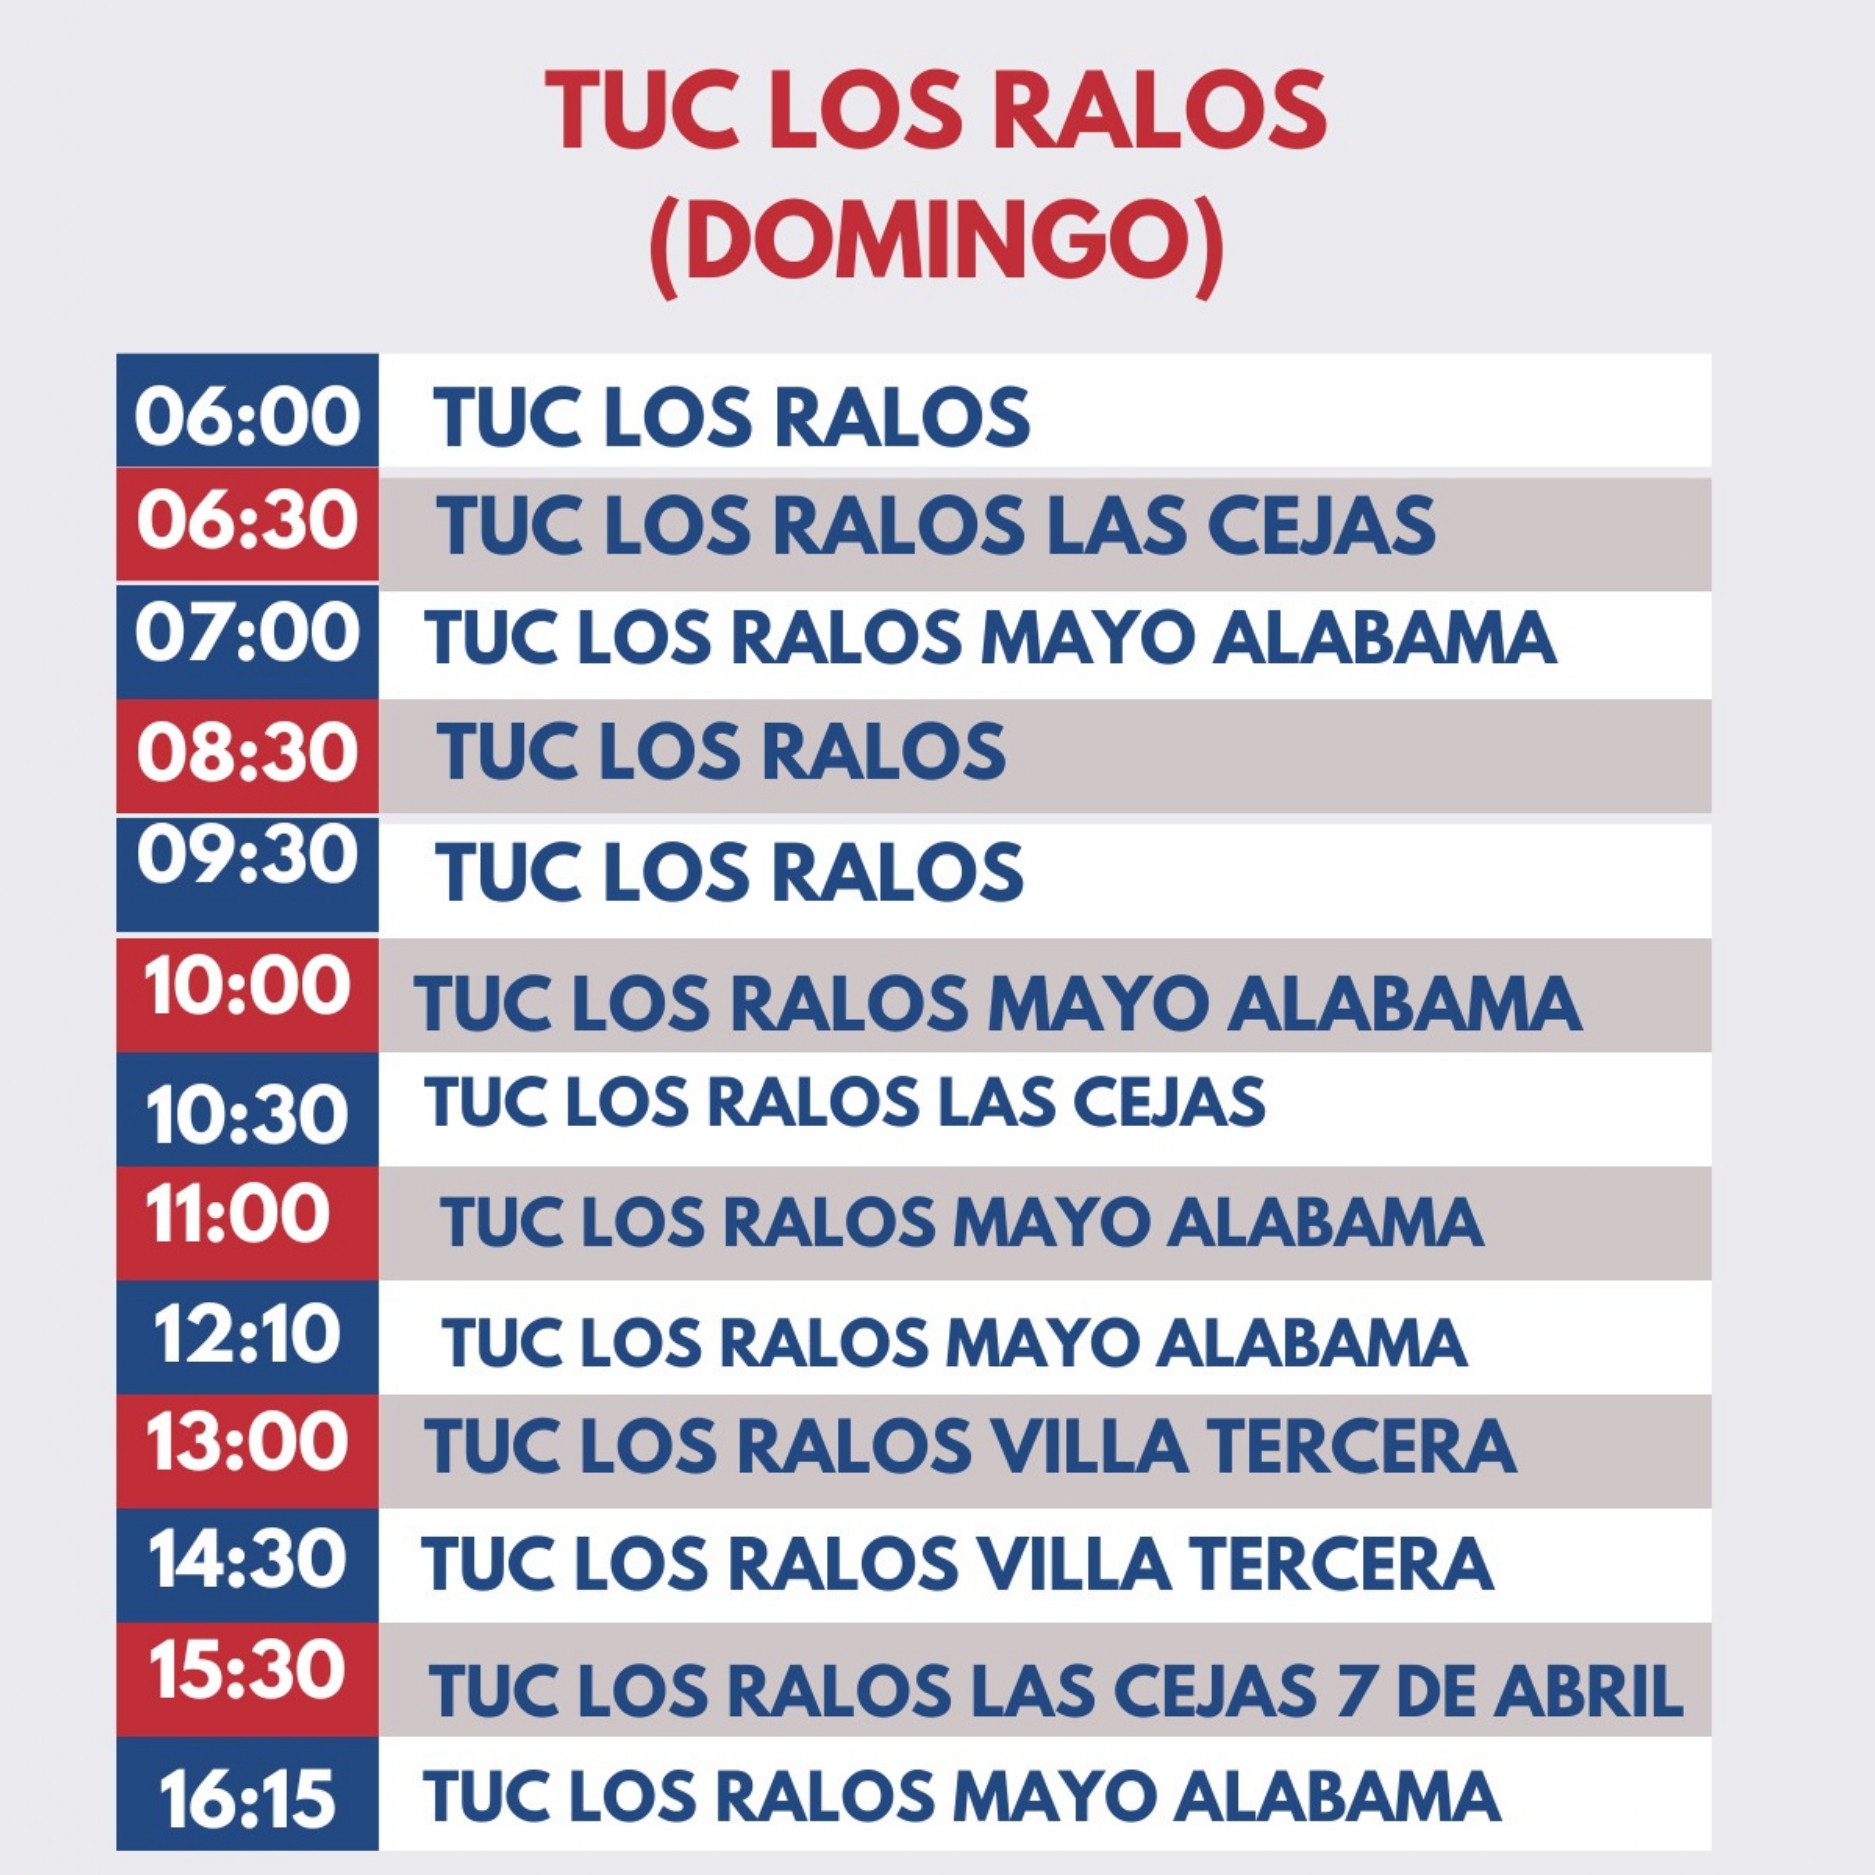 TUC LOS RALOS
(DOMINGO)
06:00 TUC LOS RALOS
06:30 TUC LOS RALOS LAS CEJAS
07:00 TUC LOS RALOS MAYO ALABAMA
08:30 TUC LOS RALOS
09:30 TUC LOS RALOS
10:00 TUC LOS RALOS MAYO ALABAMA
10:30 TUC LOS RALOS LAS CEJAS
11:00 TUC LOS RALOS MAYO ALABAMA
12:10 TUC LOS RALOS MAYO ALABAMA
13:00 TUC LOS RALOS VILLA TERCERA
14:30 TUC LOS RALOS VILLA TERCERA
15:30 TUC LOS RALOS LAS CEJAS 7 DE ABRIL
16:15 TUC LOS RALOS MAYO ALABAMA